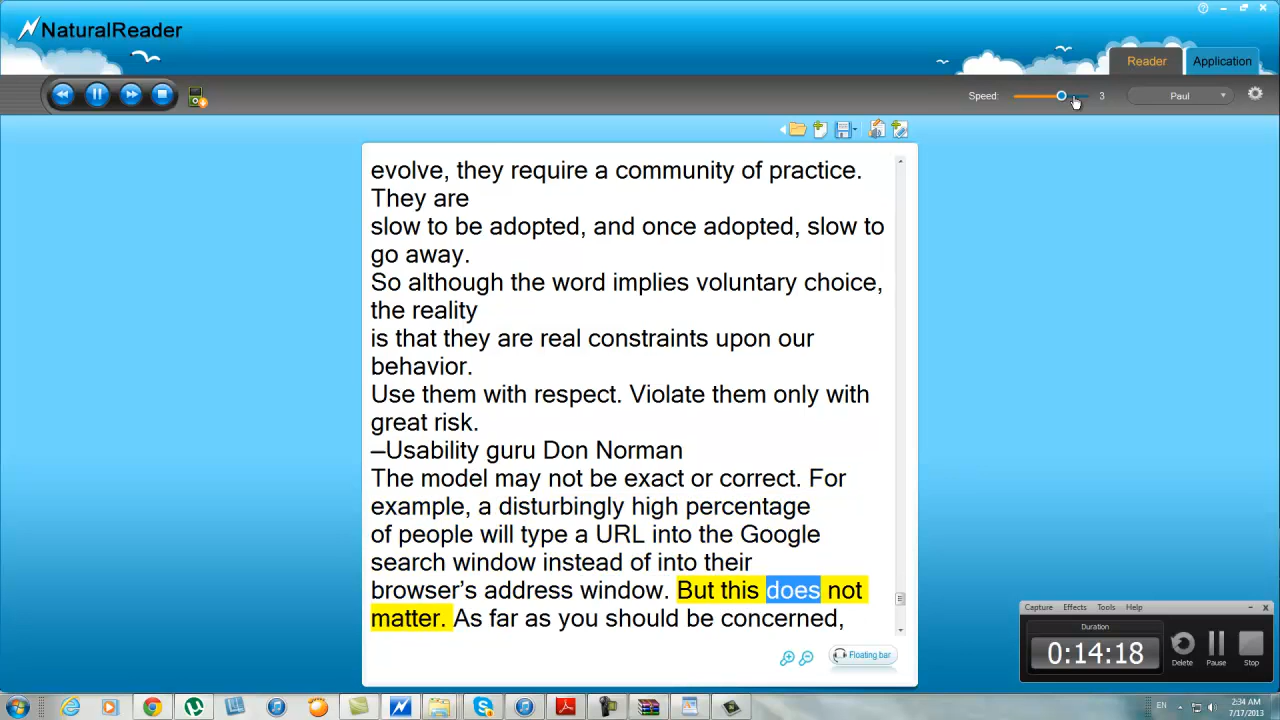 NaturalReader
Reader
Application
Speed:
3
Paul
evolve, they require a community of practice.
They are
slow to be adopted, and once adopted, slow to
go away.
So although the word implies voluntary choice,
the reality
is that they are real constraints upon our
behavior.
Use them with respect. Violate them only with
great risk.
—Usability guru Don Norman
The model may not be exact or correct. For
example, a disturbingly high percentage
of people will type a URL into the Google
search window instead of into their
browser’s address window. But this does not
matter. As far as you should be concerned,
Floating bar
Capture Effects Tools Help
Duration
0:14:18
Delete
Pause
Stop
EN
2:34 AM
7/17/2013